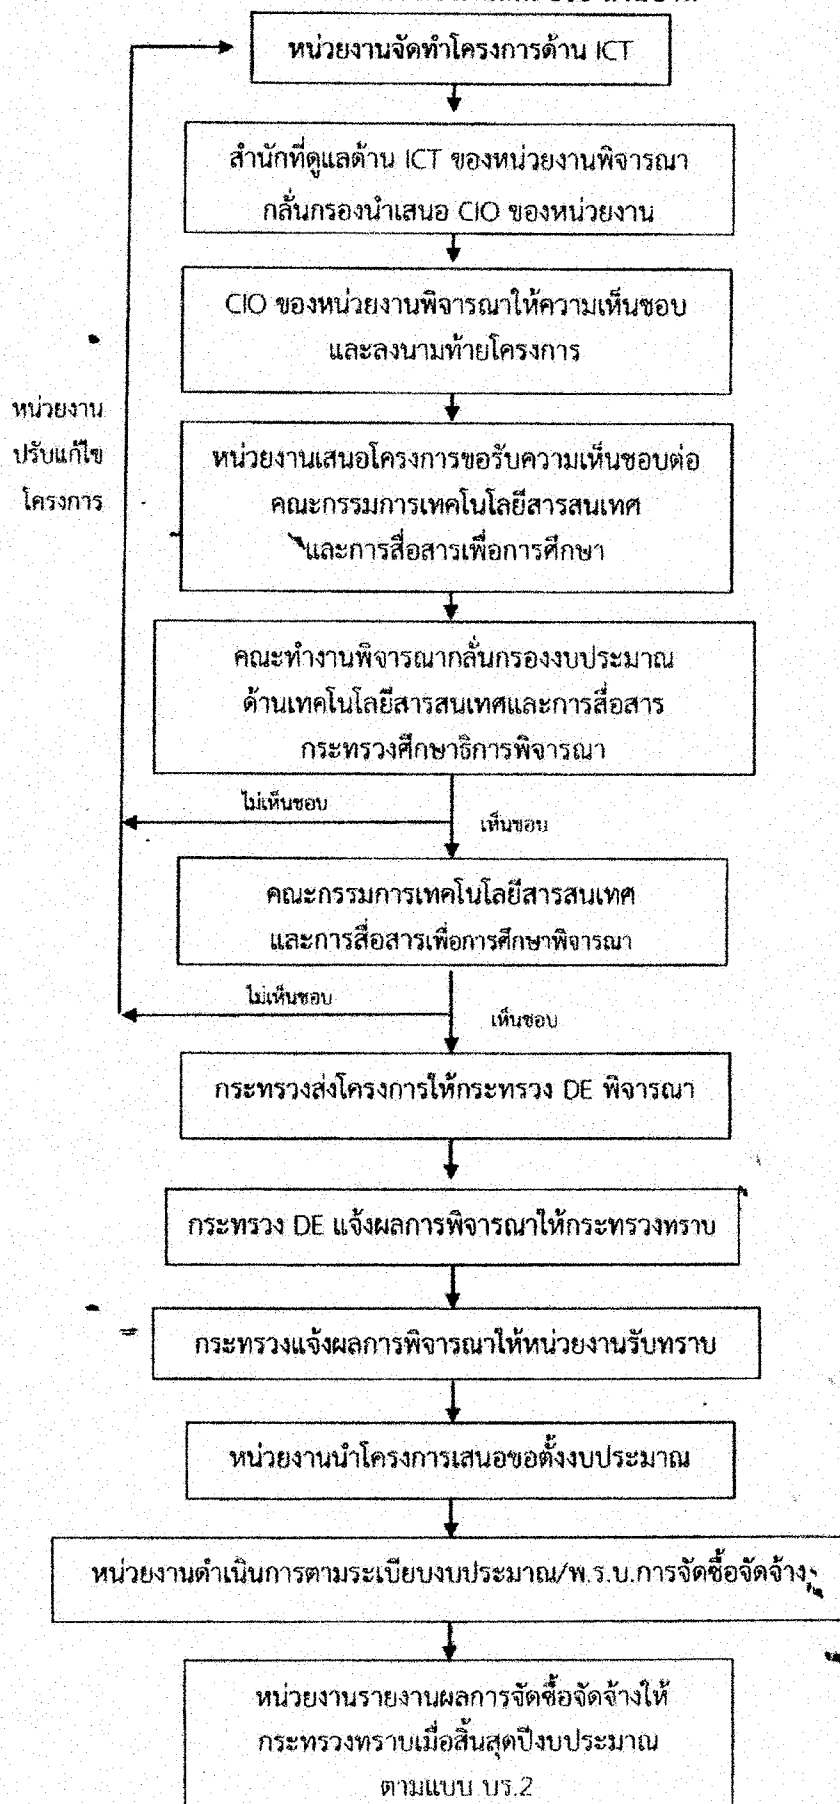 หน่วยงานจัดทำโครงการด้าน ICT
สำนักที่ดูแลด้าน ICT ของหน่วยงานพิจารณา
กลั่นกรองนำเสนอ CIO ของหน่วยงาน
CIO ของหน่วยงานพิจารณาให้ความเห็นชอบ
และลงนามท้ายโครงการ
หน่วยงาน
ปรับแก้ไข
โครงการ
หน่วยงานเสนอโครงการขอรับความเห็นชอบต่อ
คณะกรรมการเทคโนโลยีสารสนเทศ
และการสื่อสารเพื่อการศึกษา
คณะทำงานพิจารณากลั่นกรองงบประมาณ
ด้านเทคโนโลยีสารสนเทศและการสื่อสาร
กระทรวงศึกษาธิการพิจารณา
ไม่เห็นชอบ
เห็นชอบ
คณะกรรมการเทคโนโลยีสารสนเทศ
และการสื่อสารเพื่อการศึกษาพิจารณา
ไม่เห็นชอบ
เห็นชอบ
กระทรวงส่งโครงการให้กระทรวง DE พิจารณา
กระทรวง DE แจ้งผลการพิจารณาให้กระทรวงทราบ
กระทรวงแจ้งผลการพิจารณาให้หน่วยงานรับทราบ
หน่วยงานนำโครงการเสนอขอตั้งงบประมาณ
หน่วยงานดำเนินการตามระเบียบงบประมาณ/พ.ร.บ.การจัดซื้อจัดจ้างฯ
หน่วยงานรายงานผลการจัดซื้อจัดจ้างให้
กระทรวงทราบเมื่อสิ้นสุดปีงบประมาณ
ตามแบบ บร.2